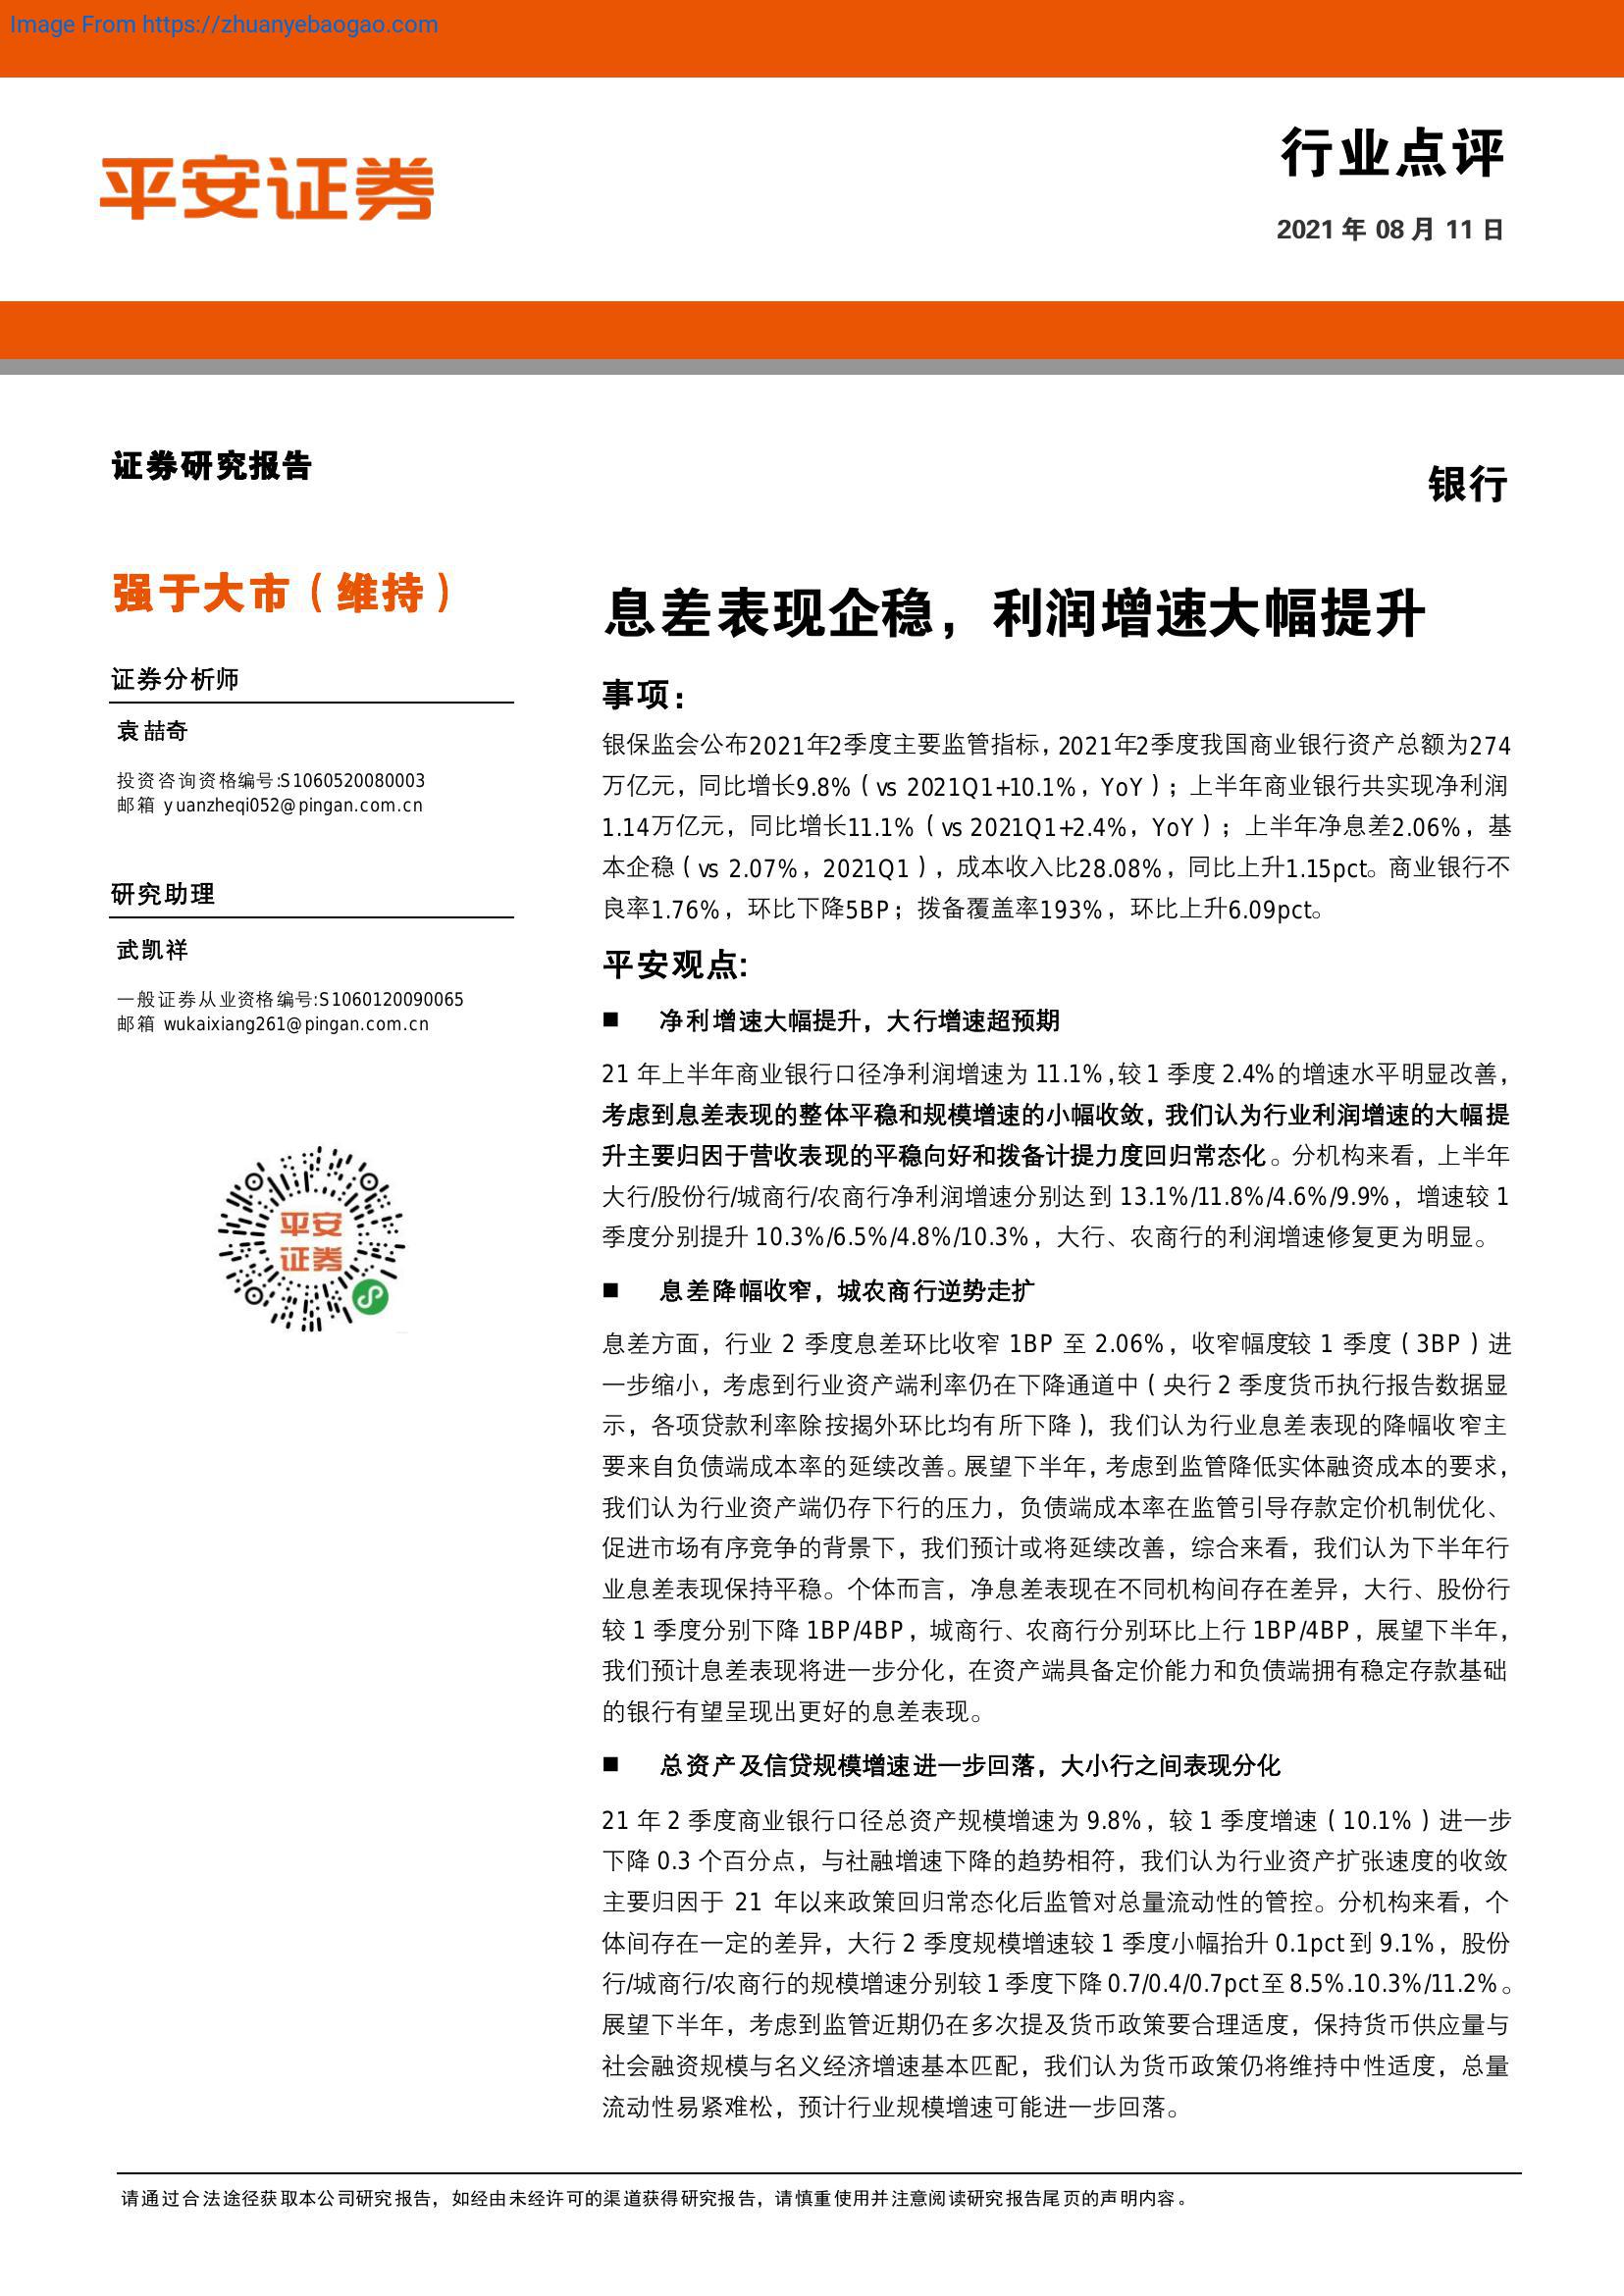 Image From https://zhuanyebaogao.com
平安证券
行业点评
2021 年 08 月 11 日
证券研究报告
银行
强于大市（维持）
证券分析师
袁喆奇
投资咨询资格编号:S1060520080003
邮箱 yuanzheqi052@pingan.com.cn
研究助理
武凯祥
一般证券从业资格编号:S1060120090065
邮箱 wukaixiang261@pingan.com.cn
平安
证券
息差表现企稳，利润增速大幅提升
事项：
银保监会公布2021年2季度主要监管指标，2021年2季度我国商业银行资产总额为274
万亿元，同比增长9.8%（vs 2021Q1+10.1%，YoY）；上半年商业银行共实现净利润
1.14万亿元，同比增长11.1%（vs 2021Q1+2.4%，YoY）；上半年净息差2.06%，基
本企稳（vs 2.07%，2021Q1），成本收入比28.08%，同比上升1.15pct。商业银行不
良率1.76%，环比下降5BP；拨备覆盖率193%，环比上升6.09pct。
平安观点:
■ 净利增速大幅提升，大行增速超预期
21 年上半年商业银行口径净利润增速为 11.1%，较 1 季度 2.4%的增速水平明显改善，
考虑到息差表现的整体平稳和规模增速的小幅收敛，我们认为行业利润增速的大幅提
升主要归因于营收表现的平稳向好和拨备计提力度回归常态化。分机构来看，上半年
大行/股份行/城商行/农商行净利润增速分别达到 13.1%/11.8%/4.6%/9.9%，增速较 1
季度分别提升 10.3%/6.5%/4.8%/10.3%，大行、农商行的利润增速修复更为明显。
■ 息差降幅收窄，城农商行逆势走扩
息差方面，行业 2 季度息差环比收窄 1BP 至 2.06%，收窄幅度较 1 季度（3BP）进
一步缩小，考虑到行业资产端利率仍在下降通道中（央行 2 季度货币执行报告数据显
示，各项贷款利率除按揭外环比均有所下降），我们认为行业息差表现的降幅收窄主
要来自负债端成本率的延续改善。展望下半年，考虑到监管降低实体融资成本的要求，
我们认为行业资产端仍存下行的压力，负债端成本率在监管引导存款定价机制优化、
促进市场有序竞争的背景下，我们预计或将延续改善，综合来看，我们认为下半年行
业息差表现保持平稳。个体而言，净息差表现在不同机构间存在差异，大行、股份行
较 1 季度分别下降 1BP/4BP，城商行、农商行分别环比上行 1BP/4BP，展望下半年，
我们预计息差表现将进一步分化，在资产端具备定价能力和负债端拥有稳定存款基础
的银行有望呈现出更好的息差表现。
■ 总资产及信贷规模增速进一步回落，大小行之间表现分化
21 年 2 季度商业银行口径总资产规模增速为 9.8%，较 1 季度增速（10.1%）进一步
下降 0.3 个百分点，与社融增速下降的趋势相符，我们认为行业资产扩张速度的收敛
主要归因于 21 年以来政策回归常态化后监管对总量流动性的管控。分机构来看，个
体间存在一定的差异，大行 2 季度规模增速较 1 季度小幅抬升 0.1pct 到 9.1%，股份
行/城商行/农商行的规模增速分别较 1 季度下降 0.7/0.4/0.7pct 至 8.5%.10.3%/11.2%。
展望下半年，考虑到监管近期仍在多次提及货币政策要合理适度，保持货币供应量与
社会融资规模与名义经济增速基本匹配，我们认为货币政策仍将维持中性适度，总量
流动性易紧难松，预计行业规模增速可能进一步回落。
请通过合法途径获取本公司研究报告，如经由未经许可的渠道获得研究报告，请慎重使用并注意阅读研究报告尾页的声明内容。